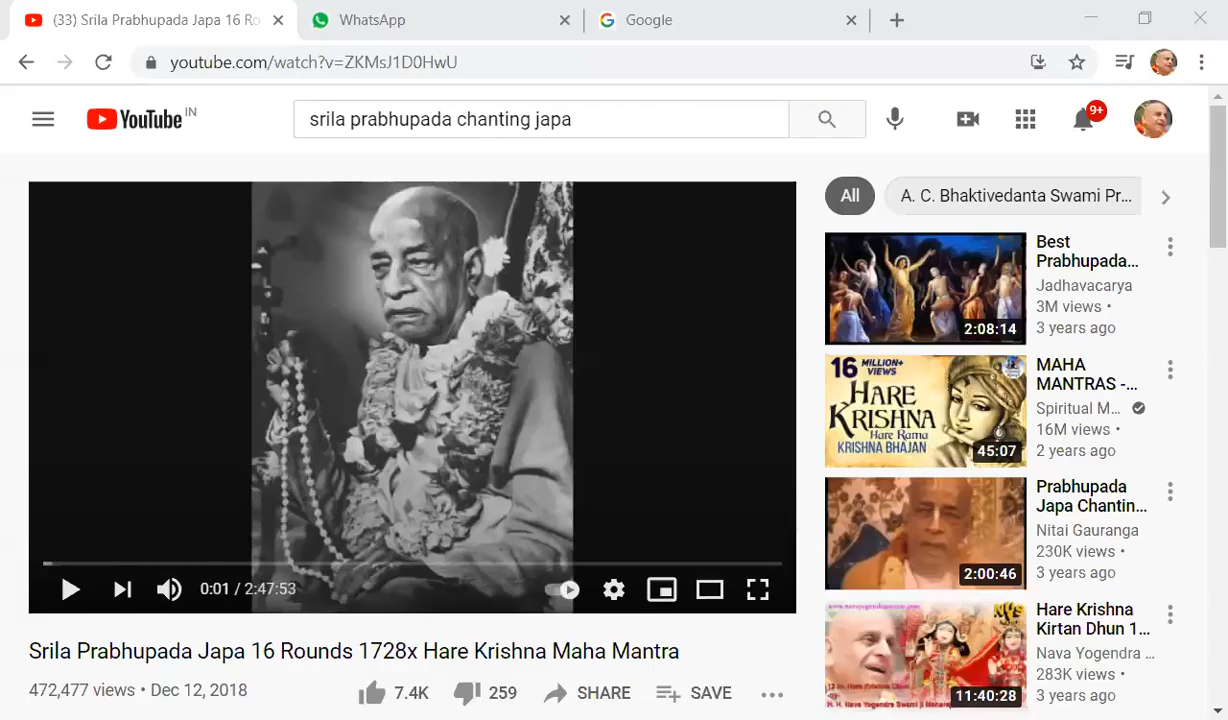 (33) Srila Prabhupada Japa 16 Ro
WhatsApp
Google
youtube.com/watch?v=ZKMsJ1D0HwU
YouTube IN
srila prabhupada chanting japa
9+
All
A. C. Bhaktivedanta Swami Pr...
Best
Prabhupada...
Jadhavacarya
3M views •
3 years ago
2:08:14
16 MILLION+
VIEWS
HARE
KRISHNA
Hare Rama
KRISHNA BHAJAN
45:07
MAHA
MANTRAS -...
Spiritual M...
16M views •
2 years ago
2:00:46
Prabhupada
Japa Chantin...
Nitai Gauranga
230K views •
3 years ago
NVS
11:40:28
Hare Krishna
Kirtan Dhun 1...
Nava Yogendra ...
283K views •
3 years ago
0:01 / 2:47:53
Srila Prabhupada Japa 16 Rounds 1728x Hare Krishna Maha Mantra
472,477 views • Dec 12, 2018
7.4K
259
SHARE
SAVE